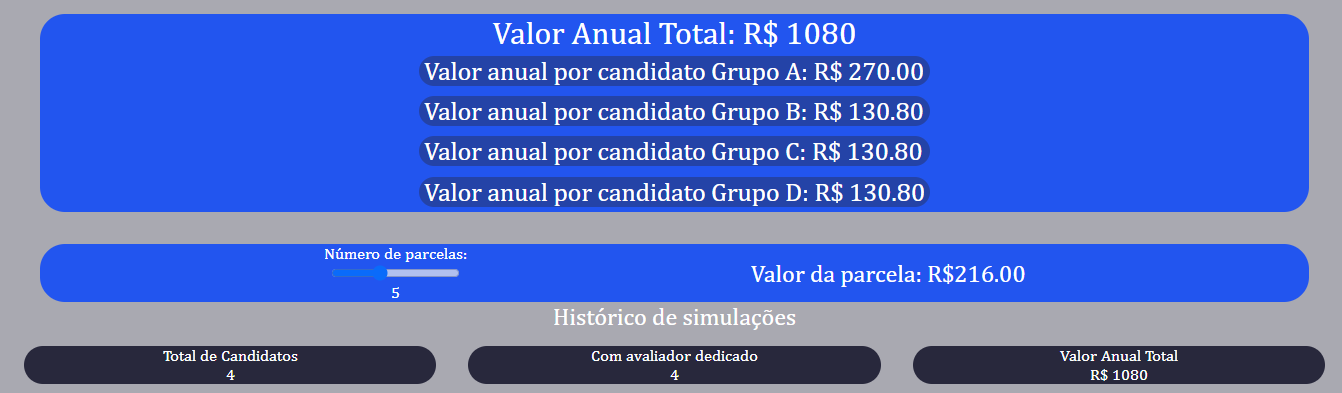 Valor Anual Total: R$ 1080
Valor anual por candidato Grupo A: R$ 270.00
Valor anual por candidato Grupo B: R$ 130.80
Valor anual por candidato Grupo C: R$ 130.80
Valor anual por candidato Grupo D: R$ 130.80
Número de parcelas:
5
Valor da parcela: R$216.00
Histórico de simulações
Total de Candidatos
4
Com avaliador dedicado
4
Valor Anual Total
R$ 1080